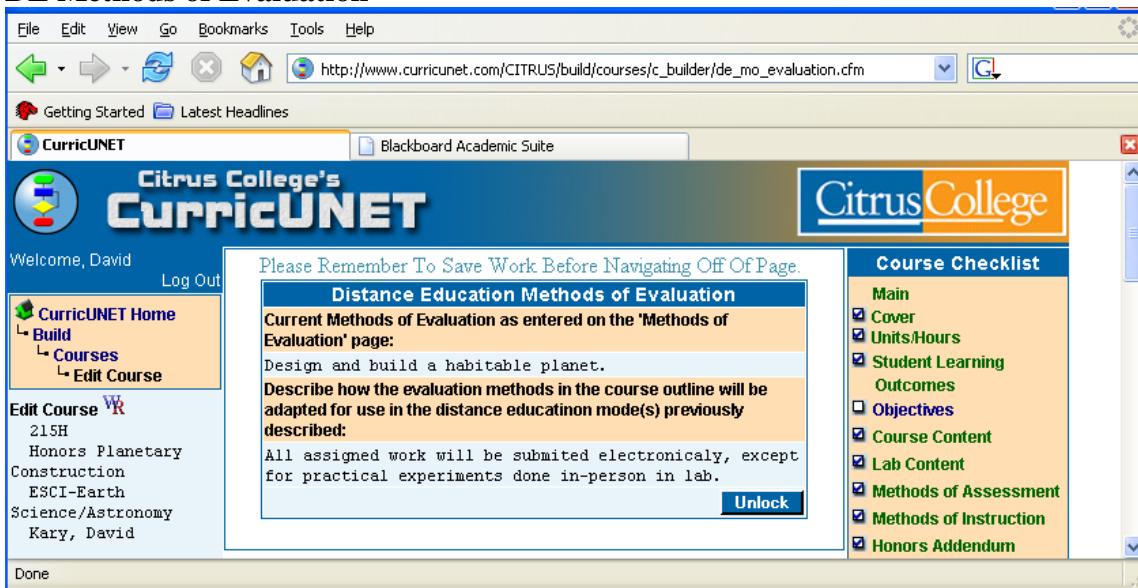 DE Methods of Evaluation
File Edit View Go Bookmarks Tools Help
http://www.curricunet.com/CITRUS/build/courses/c_builder/de_mo_evaluation.cfm
G
Getting Started Latest Headlines
CurricUNET Blackboard Academic Suite
Citrus College's
CurricUNET
Citrus College
Welcome, David
Log Out
CurricUNET Home
Build
Courses
Edit Course
Edit Course WR
215H
Honors Planetary
Construction
ESCI-Earth
Science/Astronomy
Kary, David
Please Remember To Save Work Before Navigating Off Of Page.
Distance Education Methods of Evaluation
Current Methods of Evaluation as entered on the 'Methods of
Evaluation' page:
Design and build a habitable planet.
Describe how the evaluation methods in the course outline will be
adapted for use in the distance educatinon mode(s) previously
described:
All assigned work will be submited electronicaly, except
for practical experiments done in-person in lab.
Unlock
Course Checklist
Main
Cover
Units/Hours
Student Learning
Outcomes
Objectives
Course Content
Lab Content
Methods of Assessment
Methods of Instruction
Honors Addendum
Done